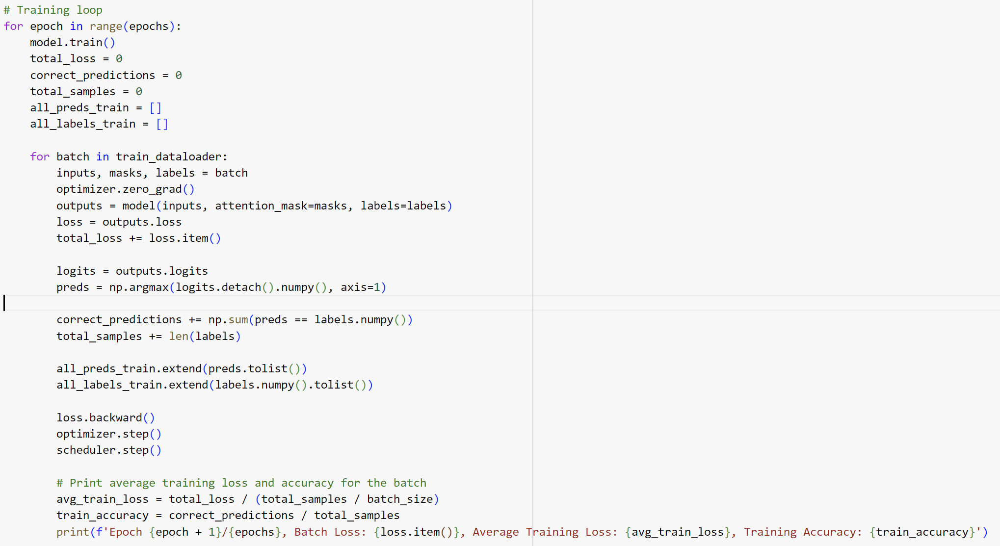 # Training loop
for epoch in range(epochs):
    model.train()
    total_loss = 0
    correct_predictions = 0
    total_samples = 0
    all_preds_train = []
    all_labels_train = []

    for batch in train_dataloader:
        inputs, masks, labels = batch
        optimizer.zero_grad()
        outputs = model(inputs, attention_mask=masks, labels=labels)
        loss = outputs.loss
        total_loss += loss.item()

        logits = outputs.logits
        preds = np.argmax(logits.detach().numpy(), axis=1)

        correct_predictions += np.sum(preds == labels.numpy())
        total_samples += len(labels)

        all_preds_train.extend(preds.tolist())
        all_labels_train.extend(labels.numpy().tolist())

        loss.backward()
        optimizer.step()
        scheduler.step()

        # Print average training loss and accuracy for the batch
        avg_train_loss = total_loss / (total_samples / batch_size)
        train_accuracy = correct_predictions / total_samples
        print(f'Epoch {epoch + 1}/{epochs}, Batch Loss: {loss.item()}, Average Training Loss: {avg_train_loss}, Training Accuracy: {train_accuracy}')